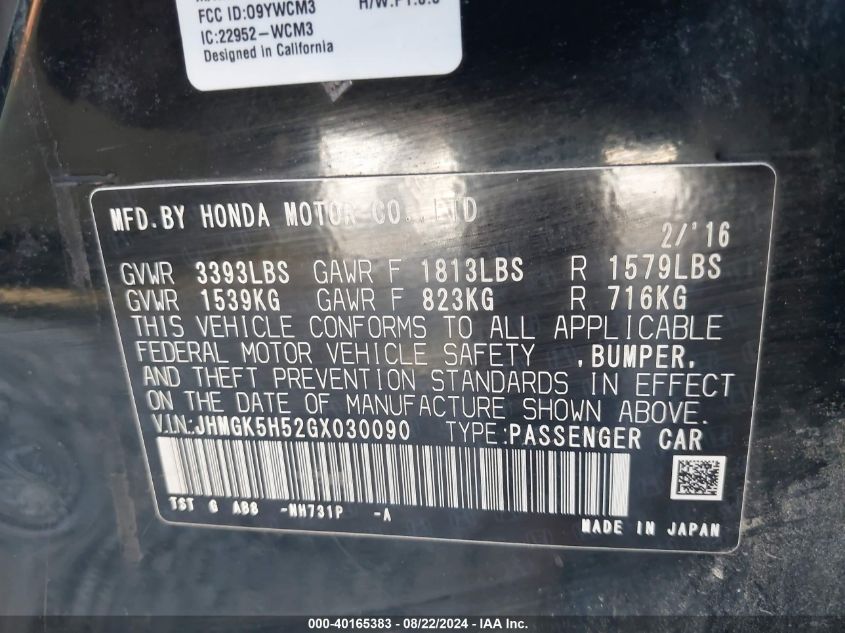 FCC ID:O9YWCM3
IC:22952-WCM3
Designed in California
MFD.BY HONDA MOTOR CO.,LTD
2/'16
GVWR 3393LBS GAWR F 1813LBS R 1579LBS
GVWR 1539KG GAWR F 823KG R 716KG
THIS VEHICLE CONFORMS TO ALL APPLICABLE
FEDERAL MOTOR VEHICLE SAFETY ,BUMPER,
AND THEFT PREVENTION STANDARDS IN EFFECT
ON THE DATE OF MANUFACTURE SHOWN ABOVE.
VIN:JHMGK5H52GX030090 TYPE:PASSENGER CAR
TST G ABS -NH731P -A
MADE IN JAPAN
000-40165383 - 08/22/2024 - IAA Inc.